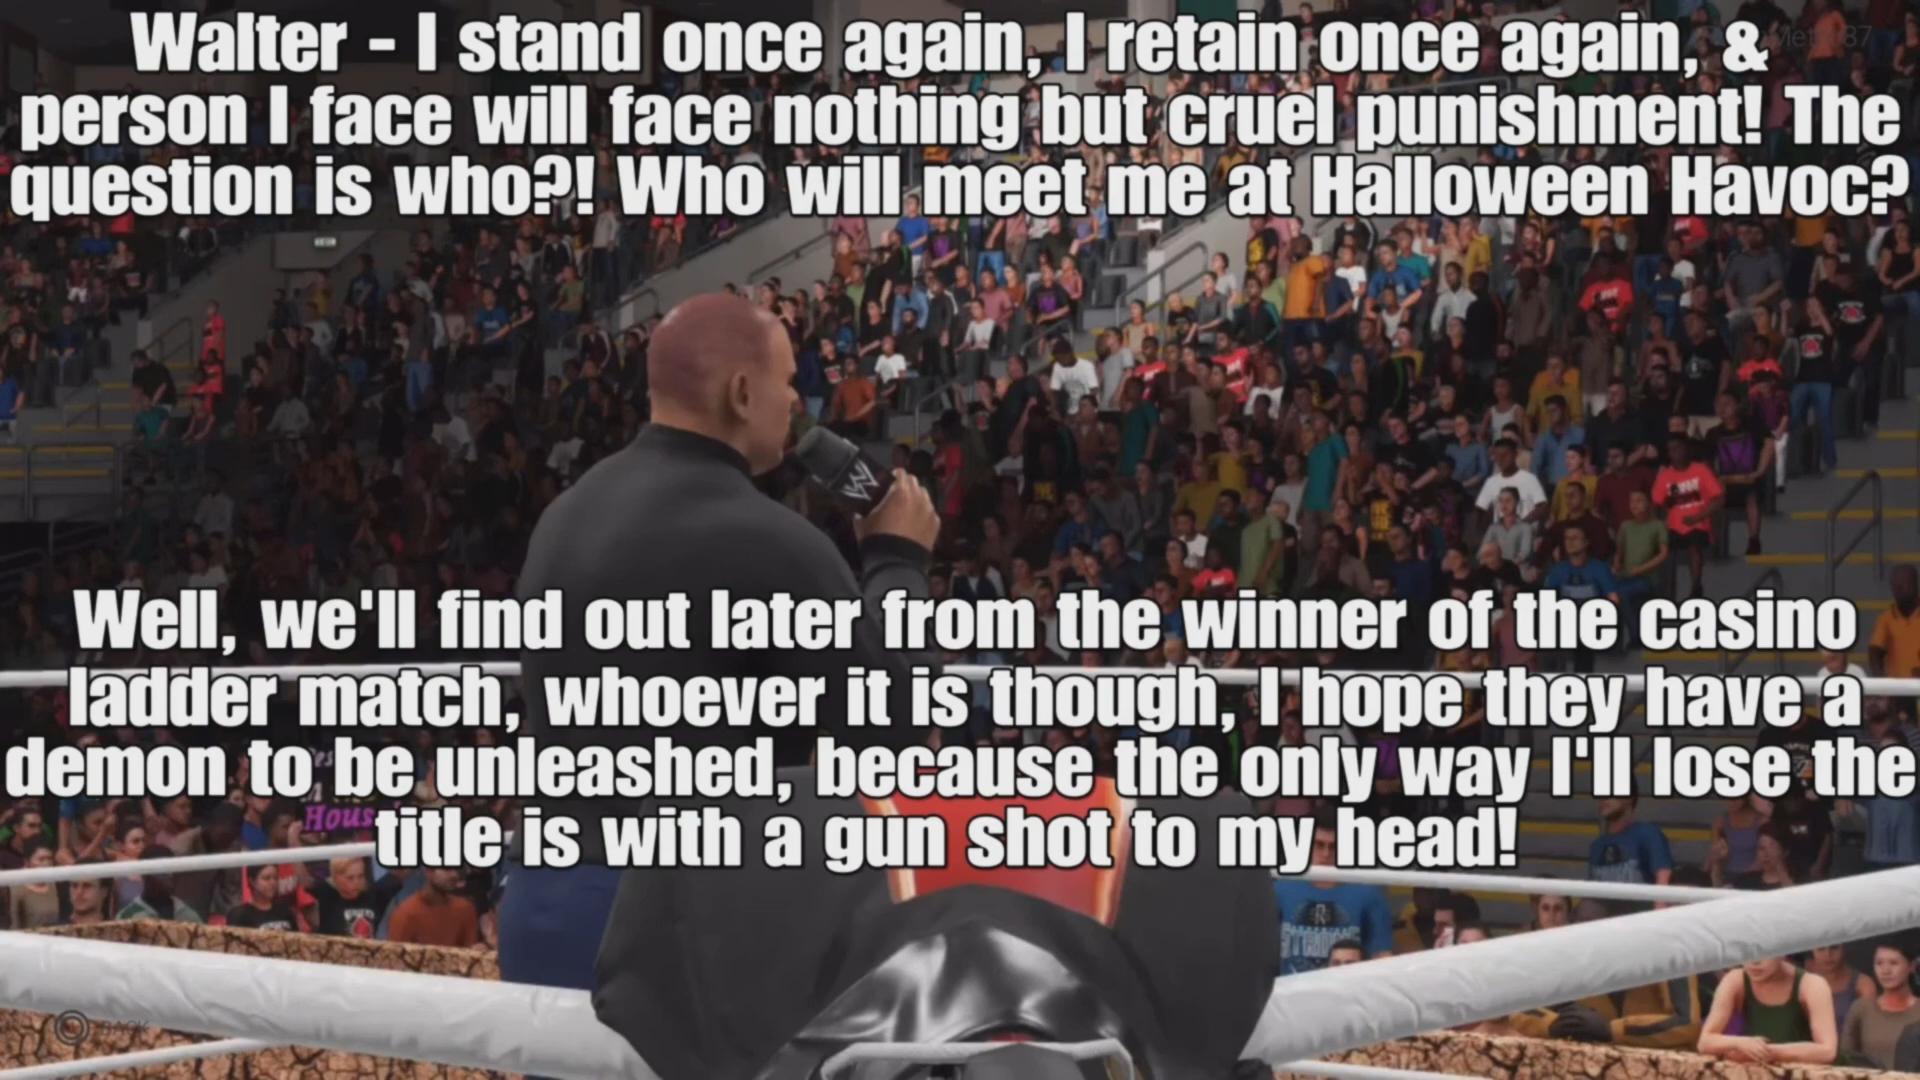 Walter - I stand once again, I retain once again, &
person I face will face nothing but cruel punishment! The
question is who?! Who will meet me at Halloween Havoc?
Well, we'll find out later from the winner of the casino
ladder match, whoever it is though, I hope they have a
demon to be unleashed, because the only way I'll lose the
title is with a gun shot to my head!
Hous
BACK